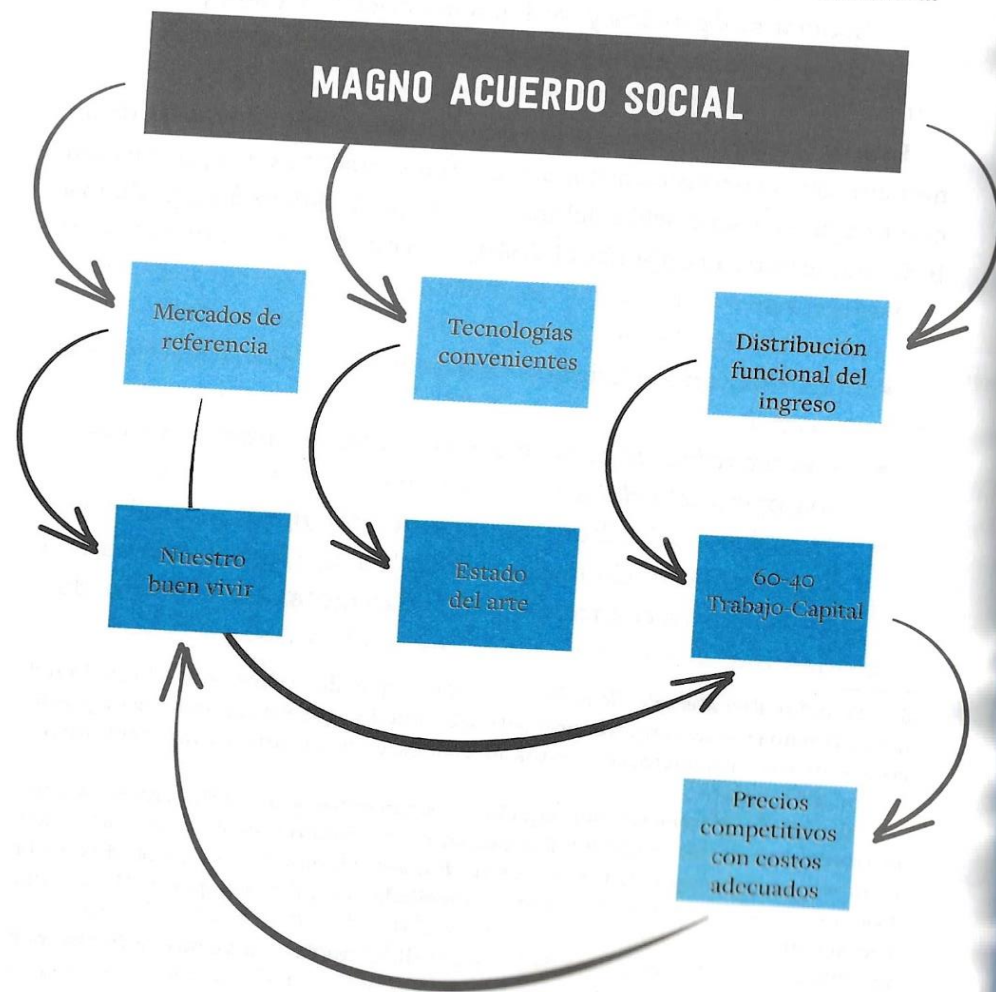 MAGNO ACUERDO SOCIAL
Mercados de
referencia
Tecnologías
convenientes
Distribución
funcional del
ingreso
Nuestro
buen vivir
Estado
del arte
60-40
Trabajo-Capital
Precios
competitivos
con costos
adecuados